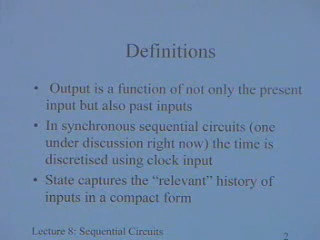 Definitions
• Output is a function of not only the present
input but also past inputs
• In synchronous sequential circuits (one
under discussion right now) the time is
discretised using clock input
• State captures the “relevant” history of
inputs in a compact form
Lecture 8: Sequential Circuits
2